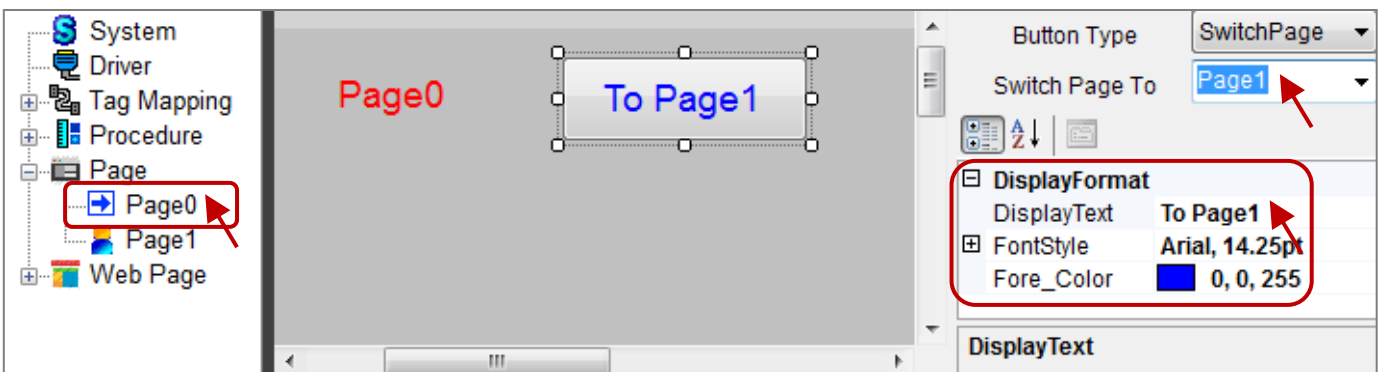 System
Driver
Tag Mapping
Procedure
Page
Page0
Page1
Web Page
Page0
To Page1
Button Type
SwitchPage
Switch Page To
Page1
A
Z
DisplayFormat
DisplayText To Page1
FontStyle Arial, 14.25pt
Fore_Color 0, 0, 255
DisplayText